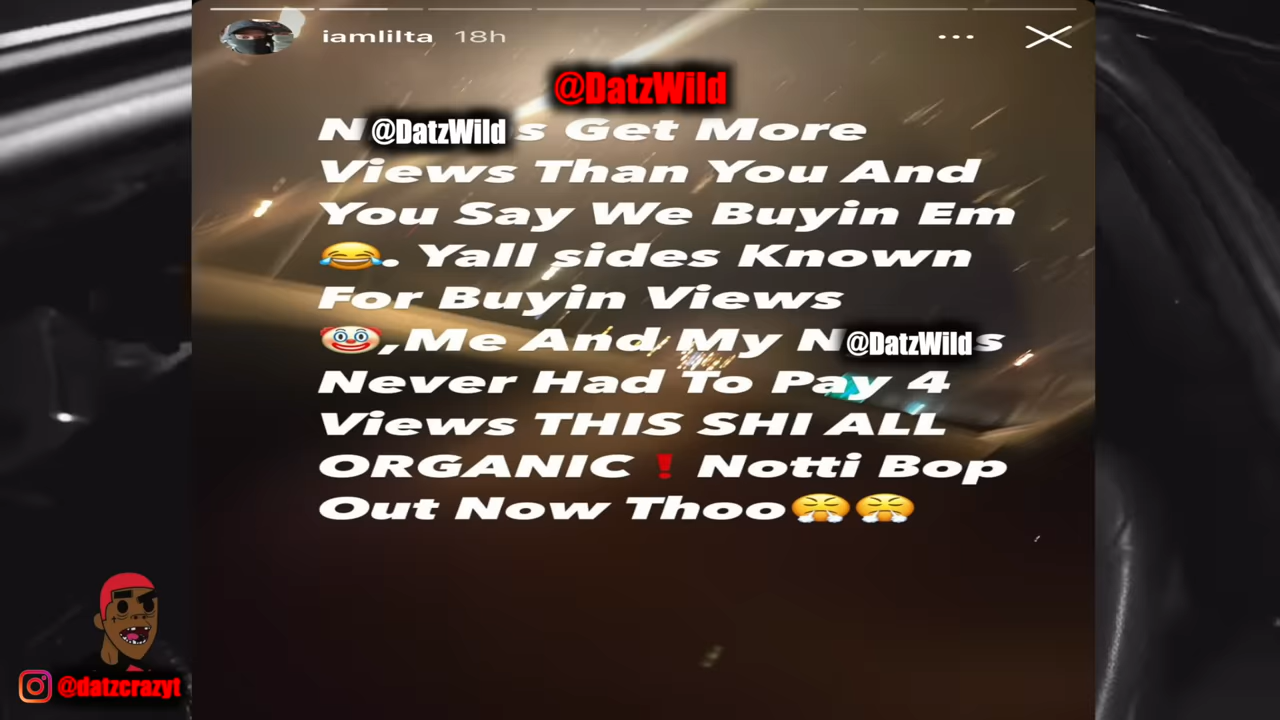 iamlilta 18h
@DatzWild
N@DatzWild s Get More
Views Than You And
You Say We Buyin Em
😂. Yall sides Known
For Buyin Views
🤡,Me And My N@DatzWild s
Never Had To Pay 4
Views THIS SHI ALL
ORGANIC❗Notti Bop
Out Now Thoo😤😤
@datzcrazyt